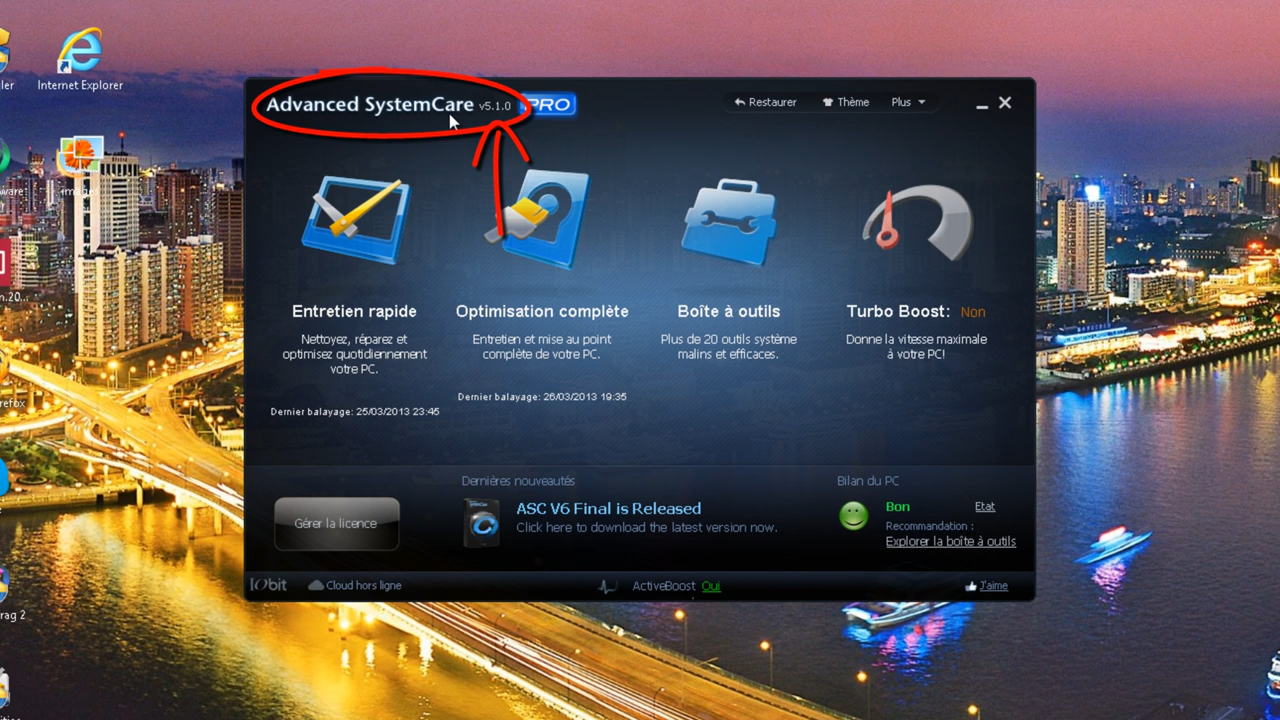 Internet Explorer
Advanced SystemCare v5.1.0 PRO
Restaurer
Thème
Plus
Entretien rapide
Nettoyez, réparez et
optimisez quotidiennement
votre PC.
Dernier balayage: 25/03/2013 23:45
Optimisation complète
Entretien et mise au point
complète de votre PC.
Dernier balayage: 26/03/2013 19:35
Boîte à outils
Plus de 20 outils système
malins et efficaces.
Turbo Boost: Non
Donne la vitesse maximale
à votre PC!
Gérer la licence
Dernières nouveautés
ASC V6 Final is Released
Click here to download the latest version now.
Bilan du PC
Bon
Etat
Recommandation :
Explorer la boîte à outils
IObit
Cloud hors ligne
ActiveBoost Oui
J'aime